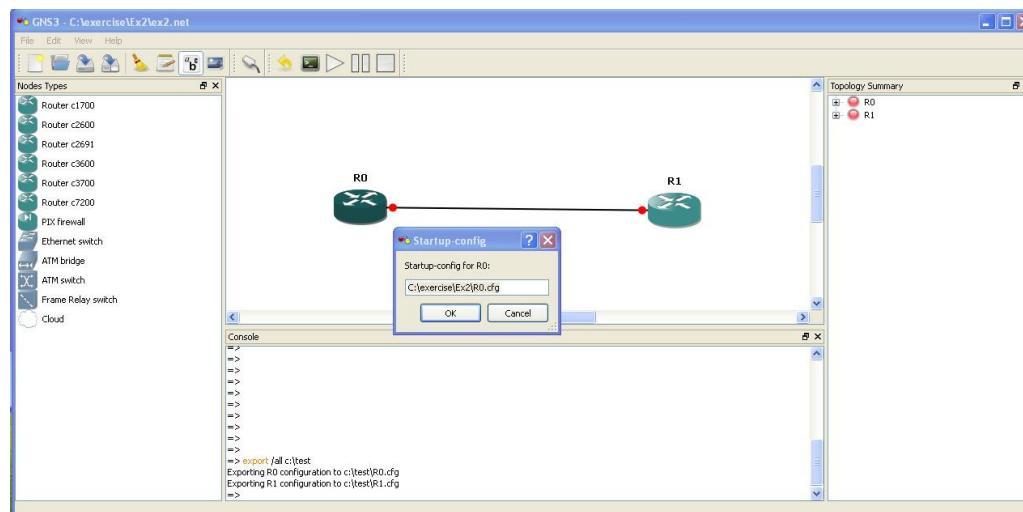 GNS3 - C:\exercise\Ex2\ex2.net
File Edit View Help
Nodes Types
Router c1700
Router c2600
Router c2691
Router c3600
Router c3700
Router c7200
PIX firewall
Ethernet switch
ATM bridge
ATM switch
Frame Relay switch
Cloud
R0
R1
Startup-config
Startup-config for R0:
C:\exercise\Ex2\R0.cfg
OK
Cancel
Topology Summary
R0
R1
Console
=>
=>
=>
=>
=>
=>
=>
=>
=>
=> export /all c:\test
Exporting R0 configuration to c:\test\R0.cfg
Exporting R1 configuration to c:\test\R1.cfg
=>